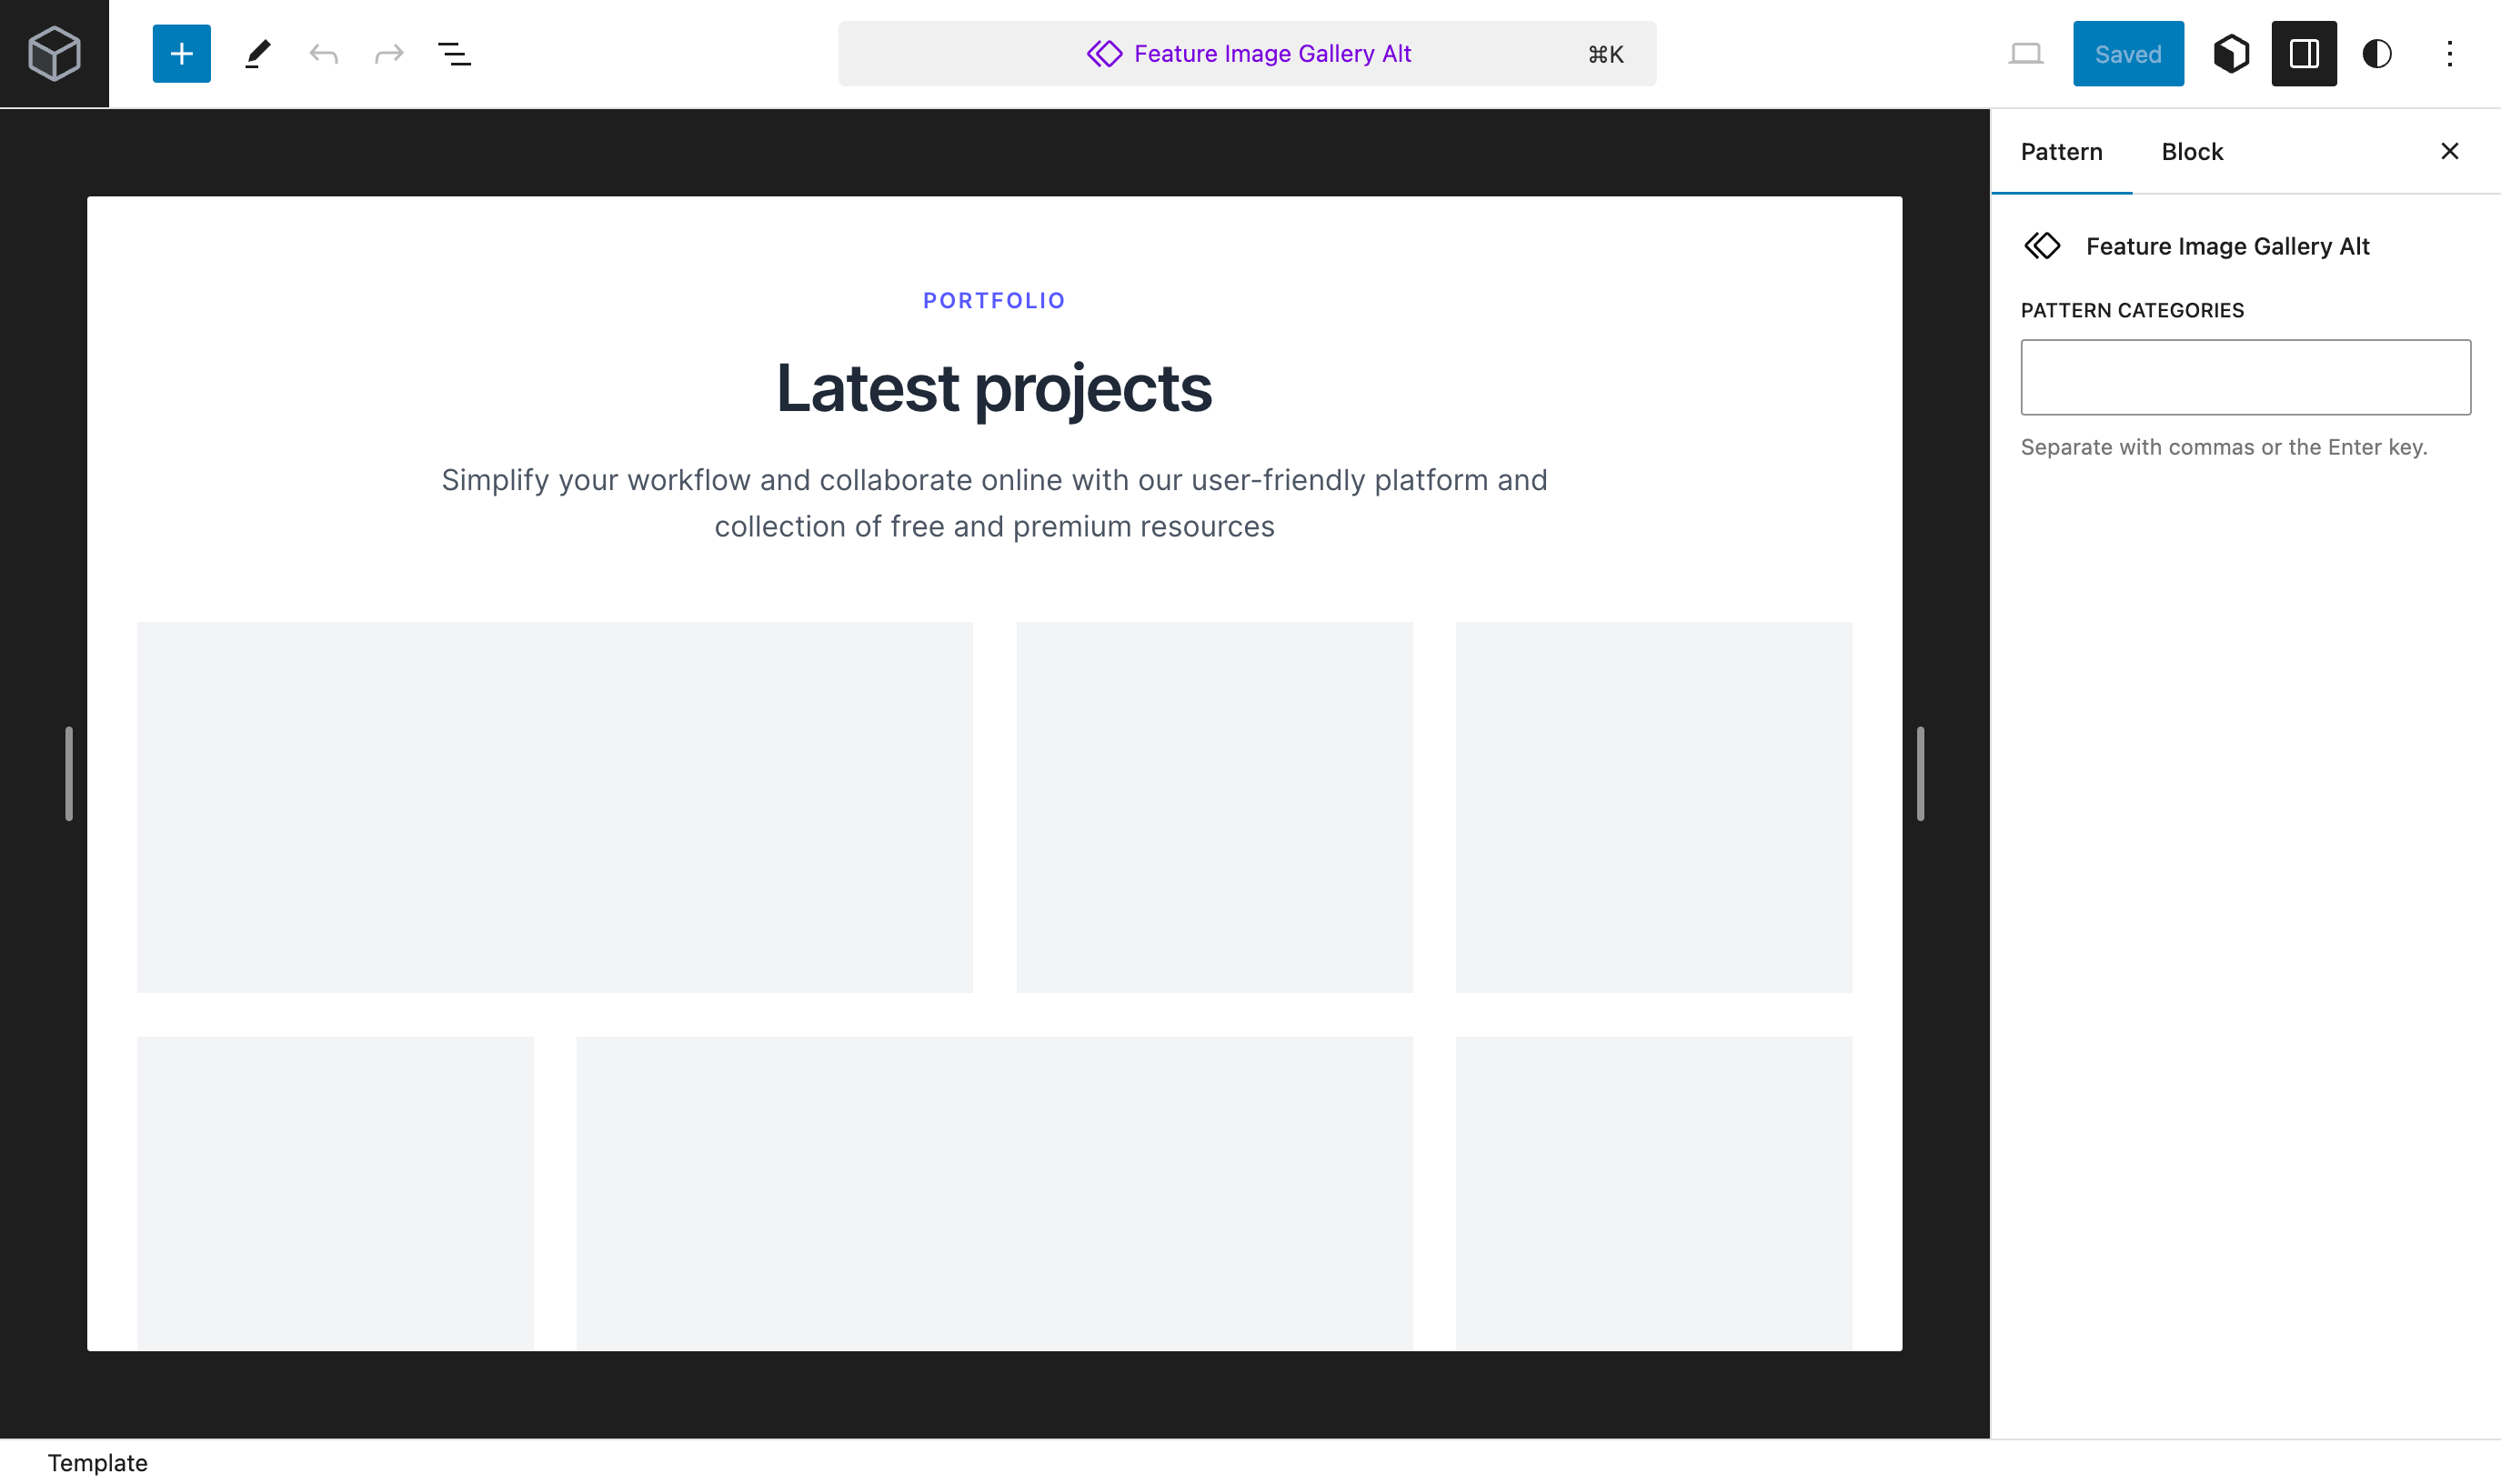 Feature Image Gallery Alt
⌘K
Saved
Pattern
Block
Feature Image Gallery Alt
PATTERN CATEGORIES
Separate with commas or the Enter key.
PORTFOLIO
Latest projects
Simplify your workflow and collaborate online with our user-friendly platform and
collection of free and premium resources
Template